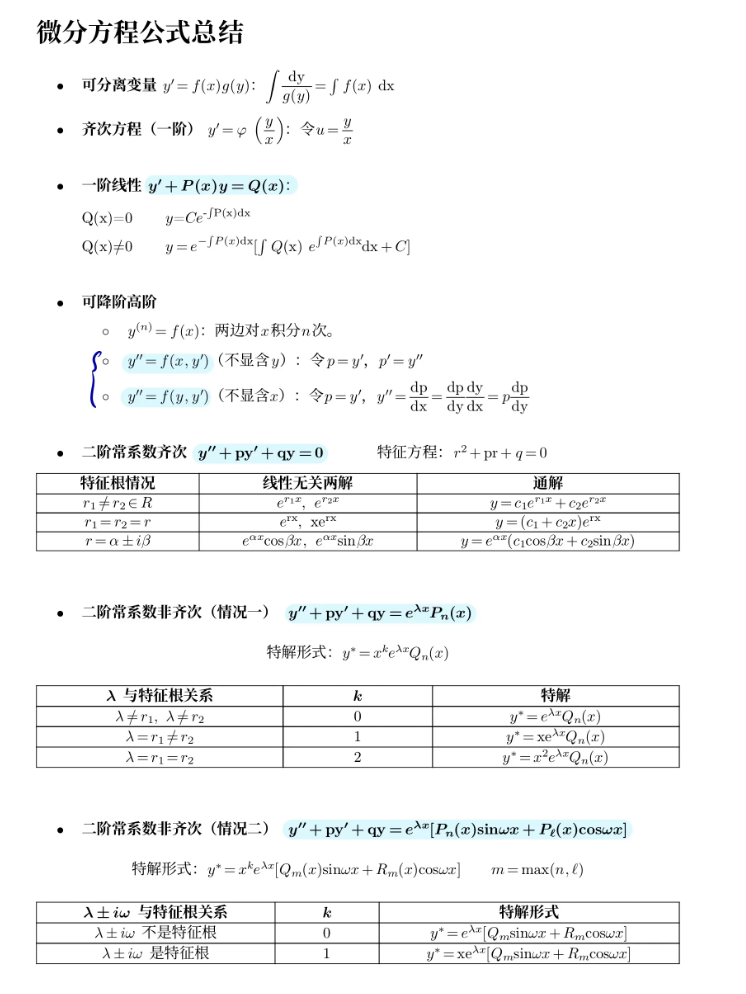 微分方程公式总结
• 可分离变量 y′ = f(x)g(y)：∫ dy/g(y) = ∫ f(x) dx
• 齐次方程（一阶） y′ = φ (y/x)：令u = y/x
• 一阶线性 y′ + P(x)y = Q(x)：
Q(x)=0 y=Ce^{-∫P(x)dx}
Q(x)≠0 y = e^{−∫P(x)dx}[∫ Q(x) e^{∫P(x)dx}dx + C]
• 可降阶高阶
○ y^{(n)} = f(x)：两边对x积分n次。
○ y″ = f(x, y′)（不显含y）：令p = y′，p′ = y″
○ y″ = f(y, y′)（不显含x）：令p = y′，y″ = dp/dx = dp/dy dy/dx = p dp/dy
• 二阶常系数齐次 y″ + py′ + qy = 0 特征方程：r² + pr + q = 0
特征根情况 线性无关两解 通解
r₁ ≠ r₂ ∈ R e^{r₁x}, e^{r₂x} y = c₁e^{r₁x} + c₂e^{r₂x}
r₁ = r₂ = r e^{rx}, xe^{rx} y = (c₁ + c₂x)e^{rx}
r = α ± iβ e^{αx}cosβx, e^{αx}sinβx y = e^{αx}(c₁cosβx + c₂sinβx)
• 二阶常系数非齐次（情况一） y″ + py′ + qy = e^{λx}Pₙ(x)
特解形式：y* = x^k e^{λx}Qₙ(x)
λ 与特征根关系 k 特解
λ ≠ r₁, λ ≠ r₂ 0 y* = e^{λx}Qₙ(x)
λ = r₁ ≠ r₂ 1 y* = xe^{λx}Qₙ(x)
λ = r₁ = r₂ 2 y* = x²e^{λx}Qₙ(x)
• 二阶常系数非齐次（情况二） y″ + py′ + qy = e^{λx}[Pₙ(x)sinωx + P_ℓ(x)cosωx]
特解形式：y* = x^k e^{λx}[Q_m(x)sinωx + R_m(x)cosωx] m = max(n, ℓ)
λ ± iω 与特征根关系 k 特解形式
λ ± iω 不是特征根 0 y* = e^{λx}[Q_m sinωx + R_m cosωx]
λ ± iω 是特征根 1 y* = xe^{λx}[Q_m sinωx + R_m cosωx]